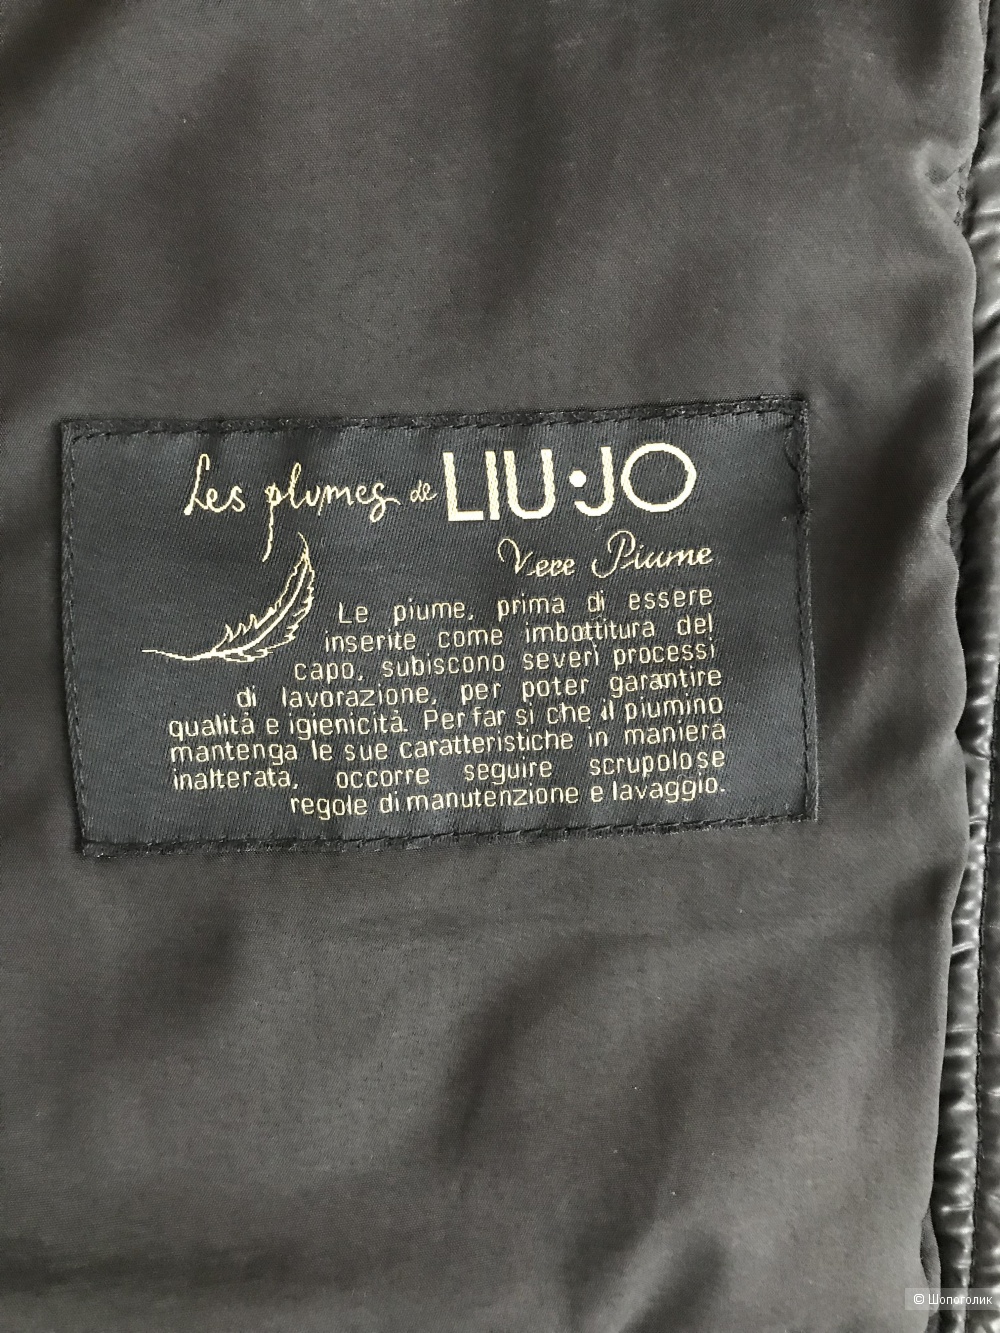 Les plumes de LIU·JO
Vere Piume
Le piume, prima di essere
inserite come imbottitura del
capo, subiscono severi processi
di lavorazione, per poter garantire
qualità e igienicità. Per far sì che il piumino
mantenga le sue caratteristiche in maniera
inalterata, occorre seguire scrupolose
regole di manutenzione e lavaggio.
© Шопоголик